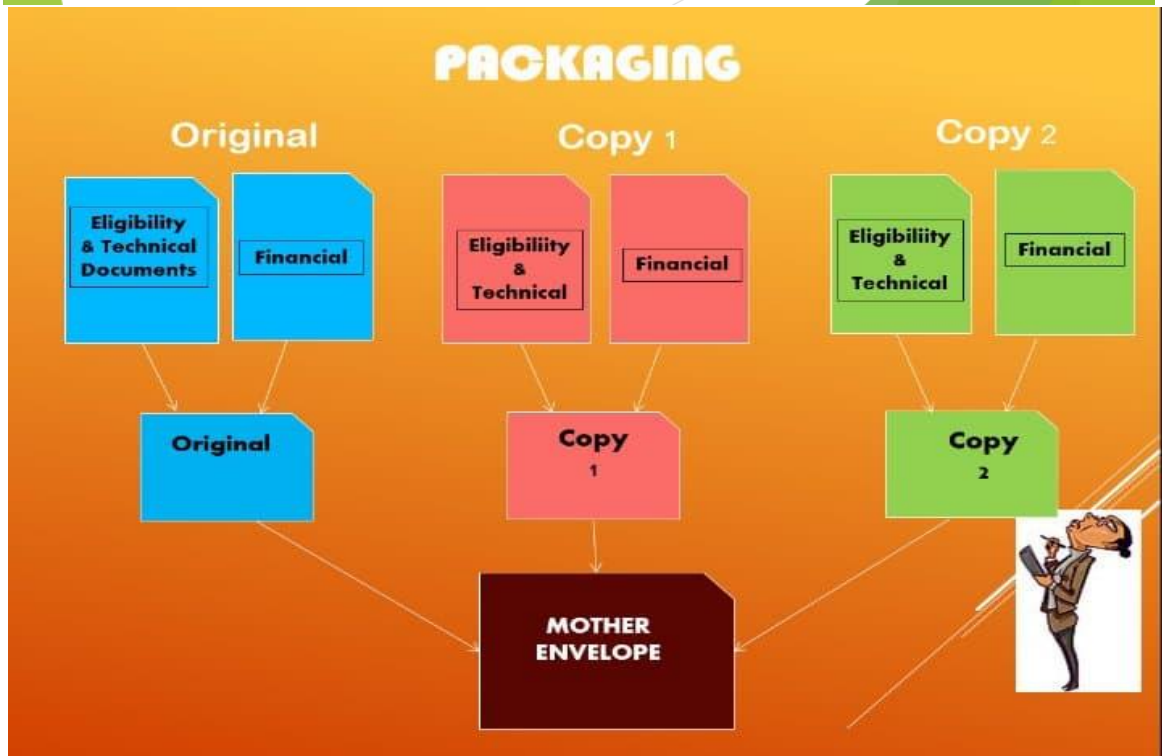 PACKAGING
Original
Copy 1
Copy 2
Eligibility
& Technical
Documents
Financial
Eligibiliity
&
Technical
Financial
Eligibiliity
&
Technical
Financial
Original
Copy
1
Copy
2
MOTHER
ENVELOPE